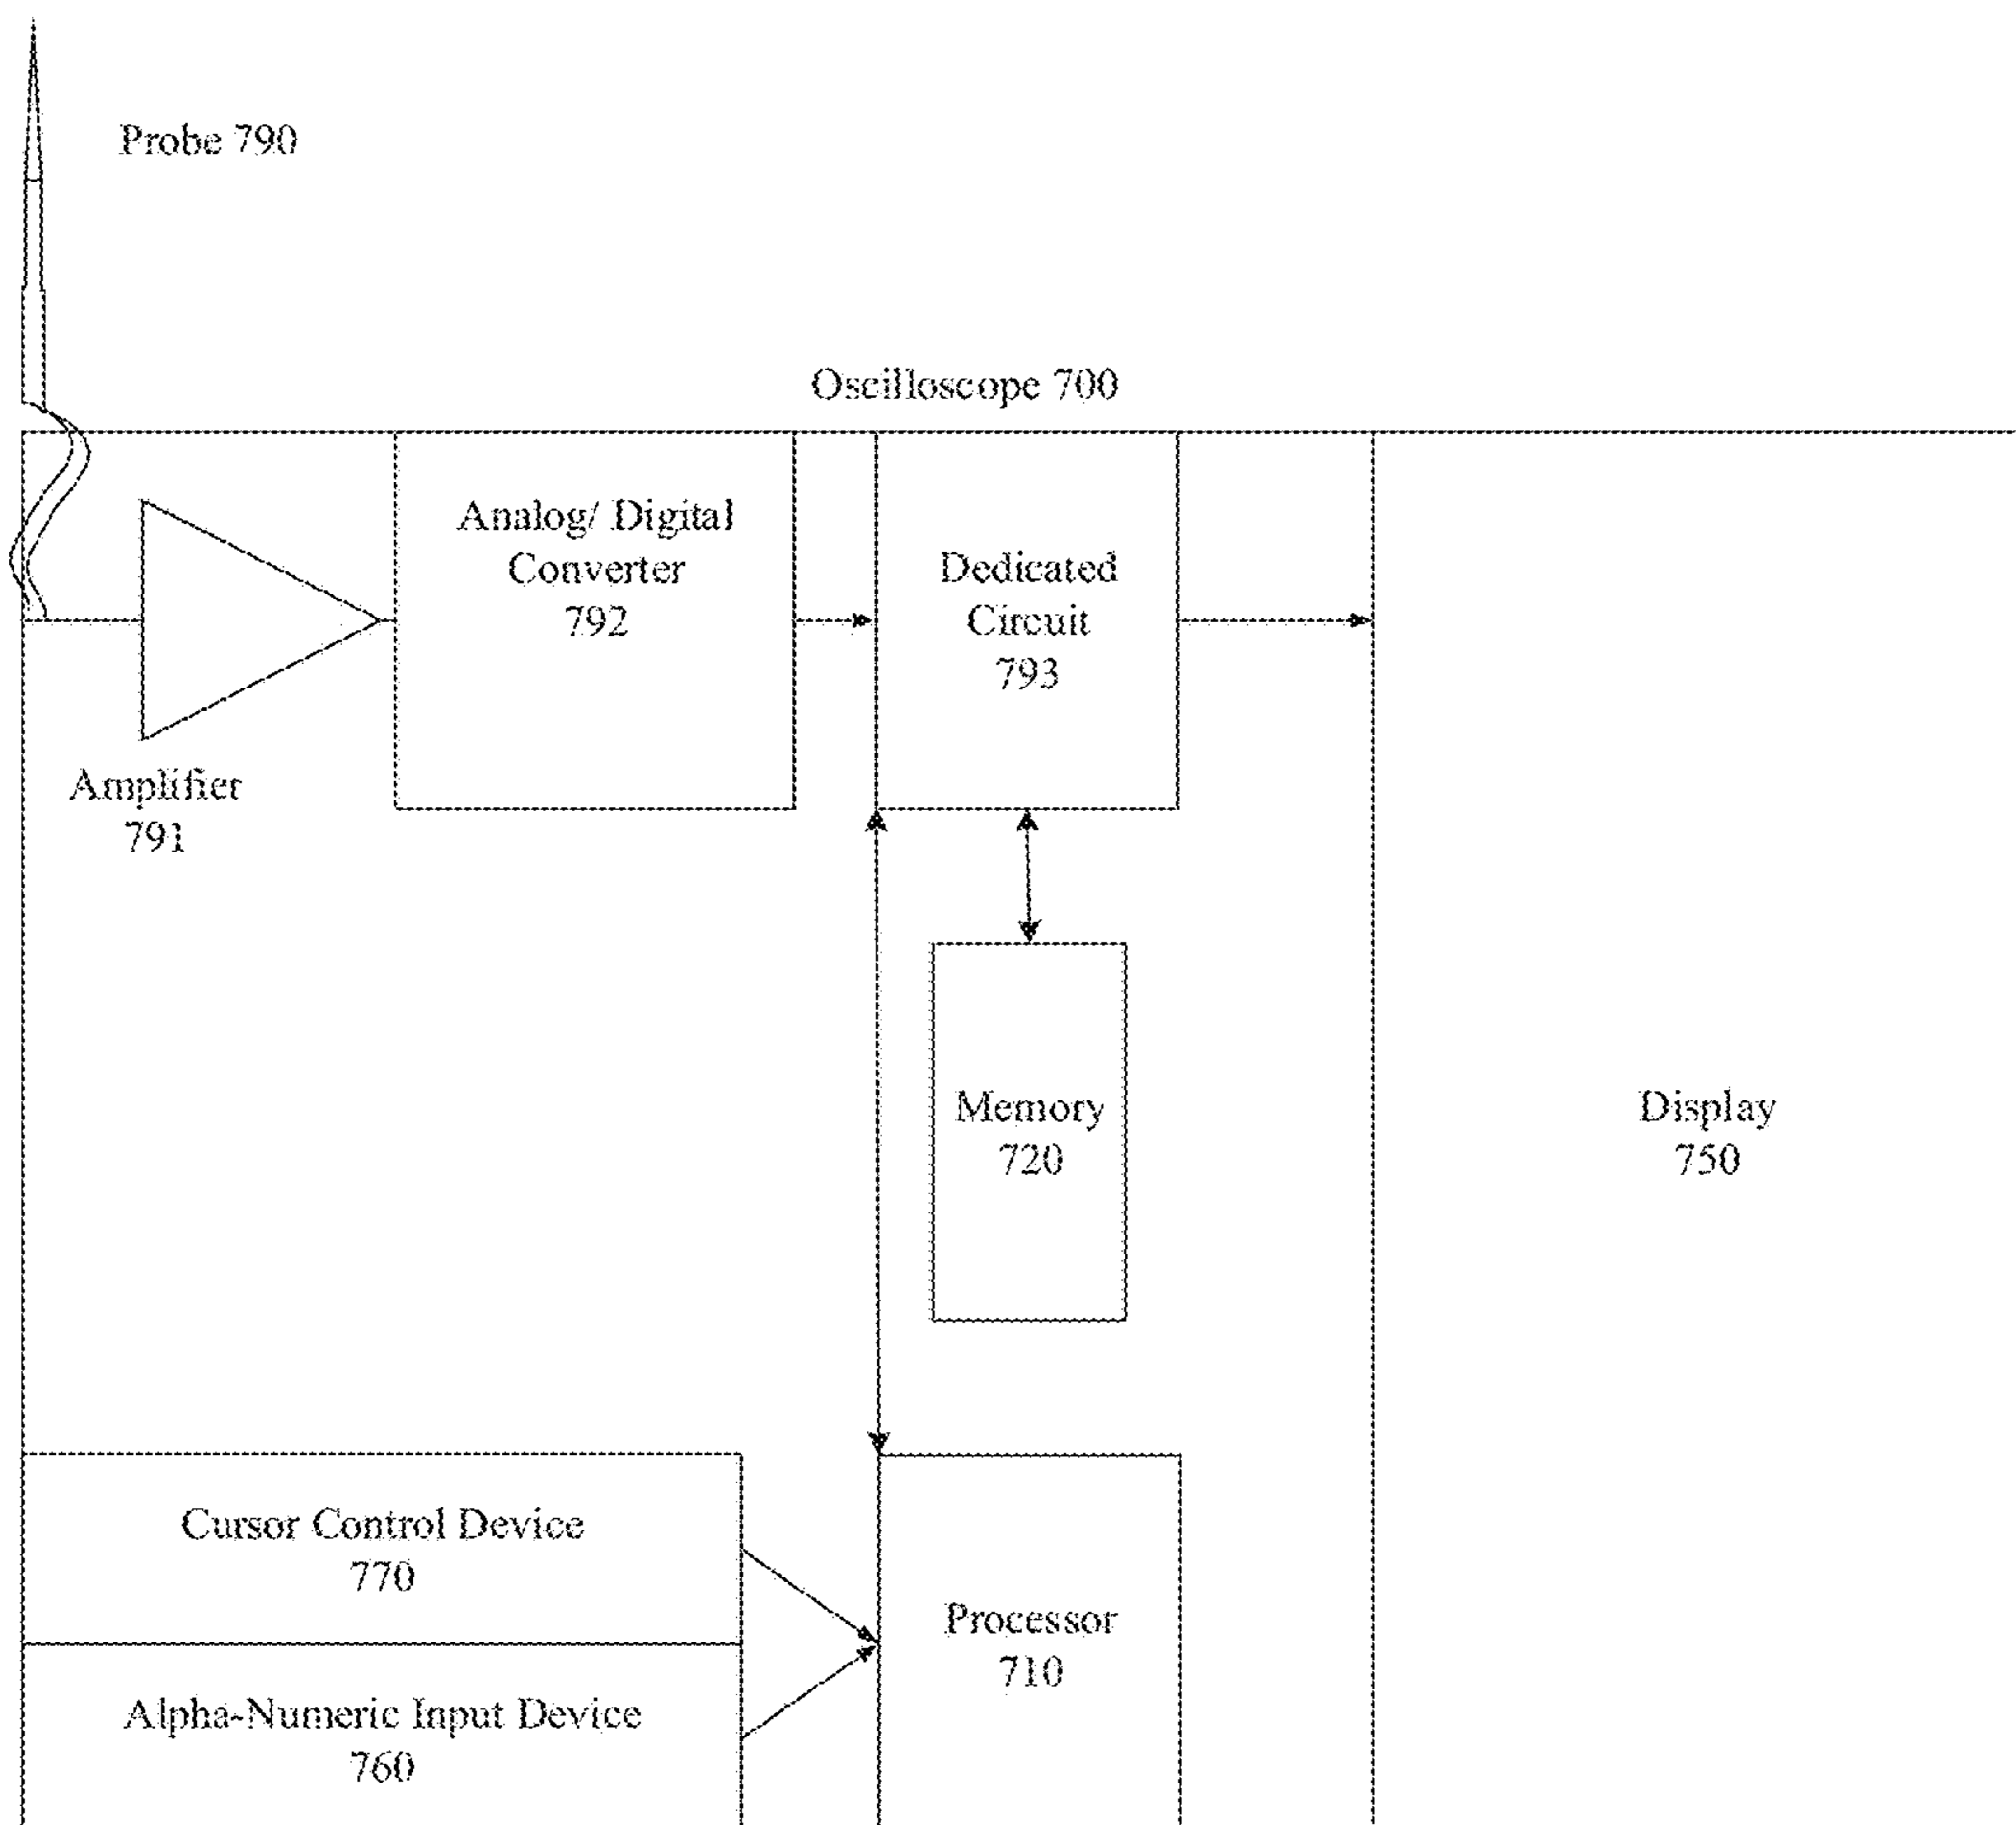 Probe 790
Oscilloscope 700
Analog/ Digital
Converter
792
Dedicated
Circuit
793
Amplifier
791
Memory
720
Display
750
Cursor Control Device
770
Processor
710
Alpha-Numeric Input Device
760